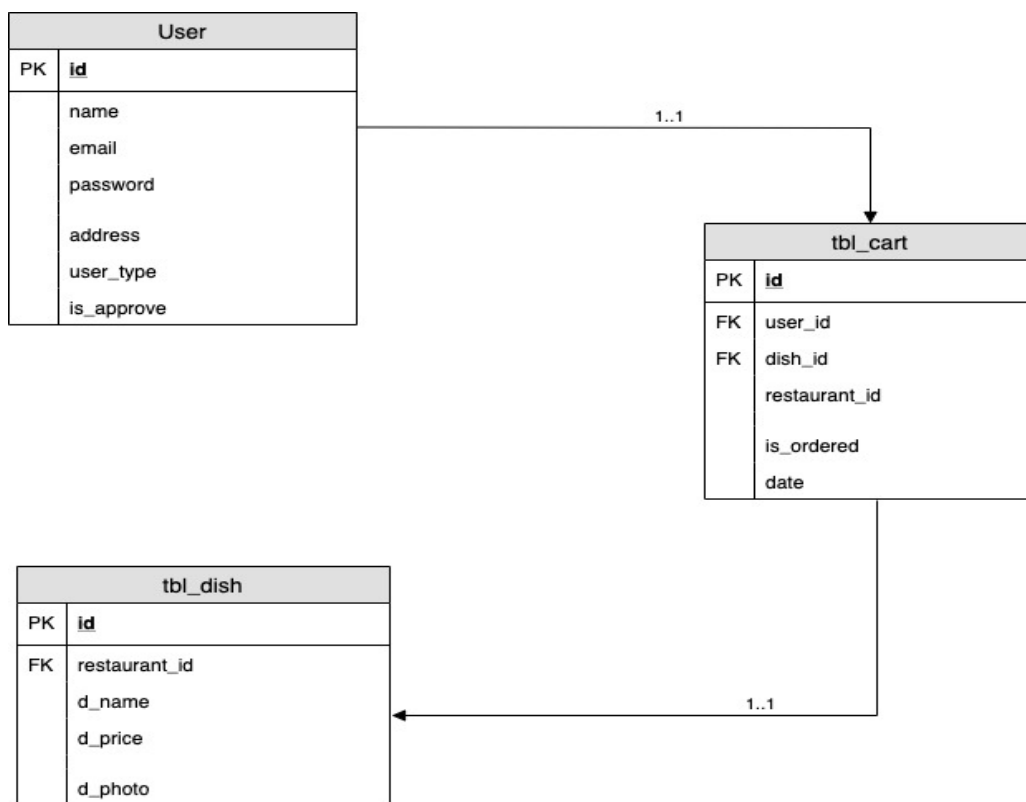 User
PK id
name
email
password
address
user_type
is_approve
1..1
tbl_cart
PK id
FK user_id
FK dish_id
restaurant_id
is_ordered
date
tbl_dish
PK id
FK restaurant_id
d_name
d_price
d_photo
1..1